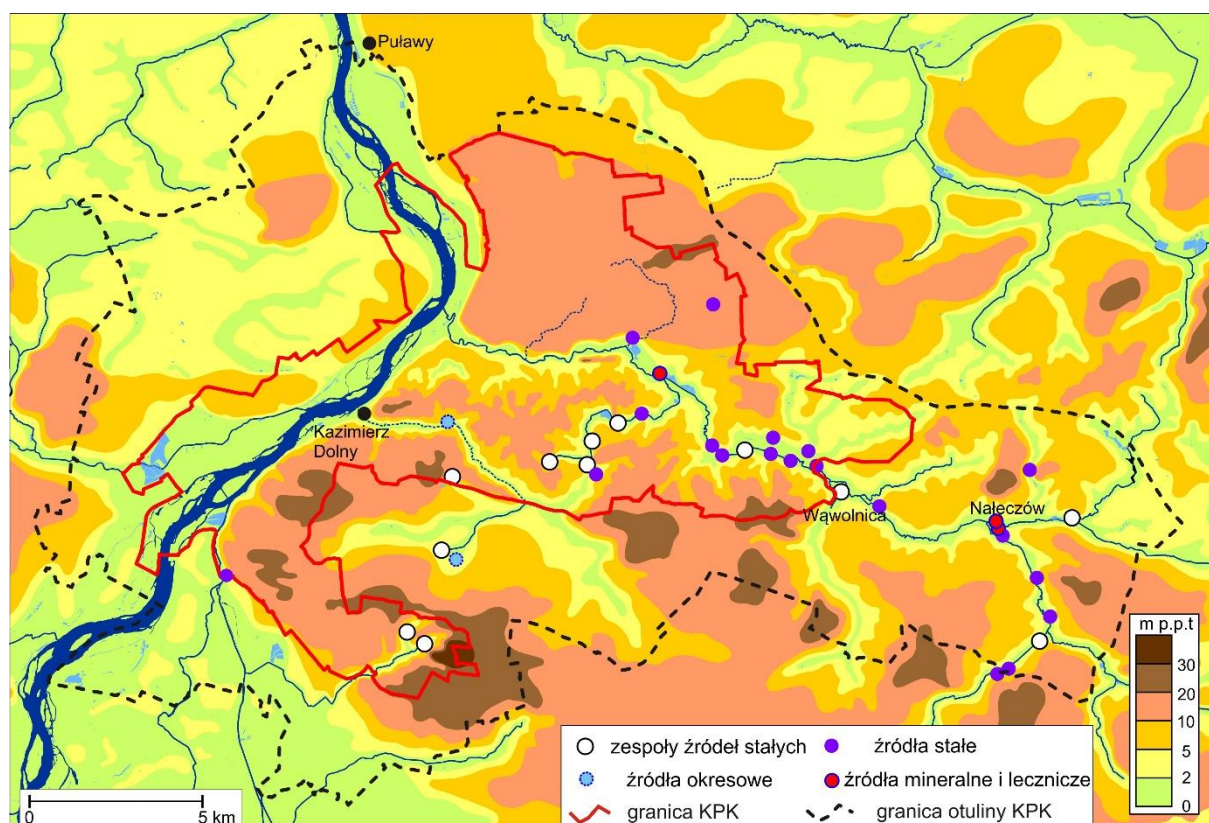 Puławy
Kazimierz
Dolny
Wąwolnica
Nałęczów
m p.p.t
30
20
10
5
2
0
zespoły źródeł stałych
źródła stałe
źródła okresowe
źródła mineralne i lecznicze
granica KPK
granica otuliny KPK
0
5 km